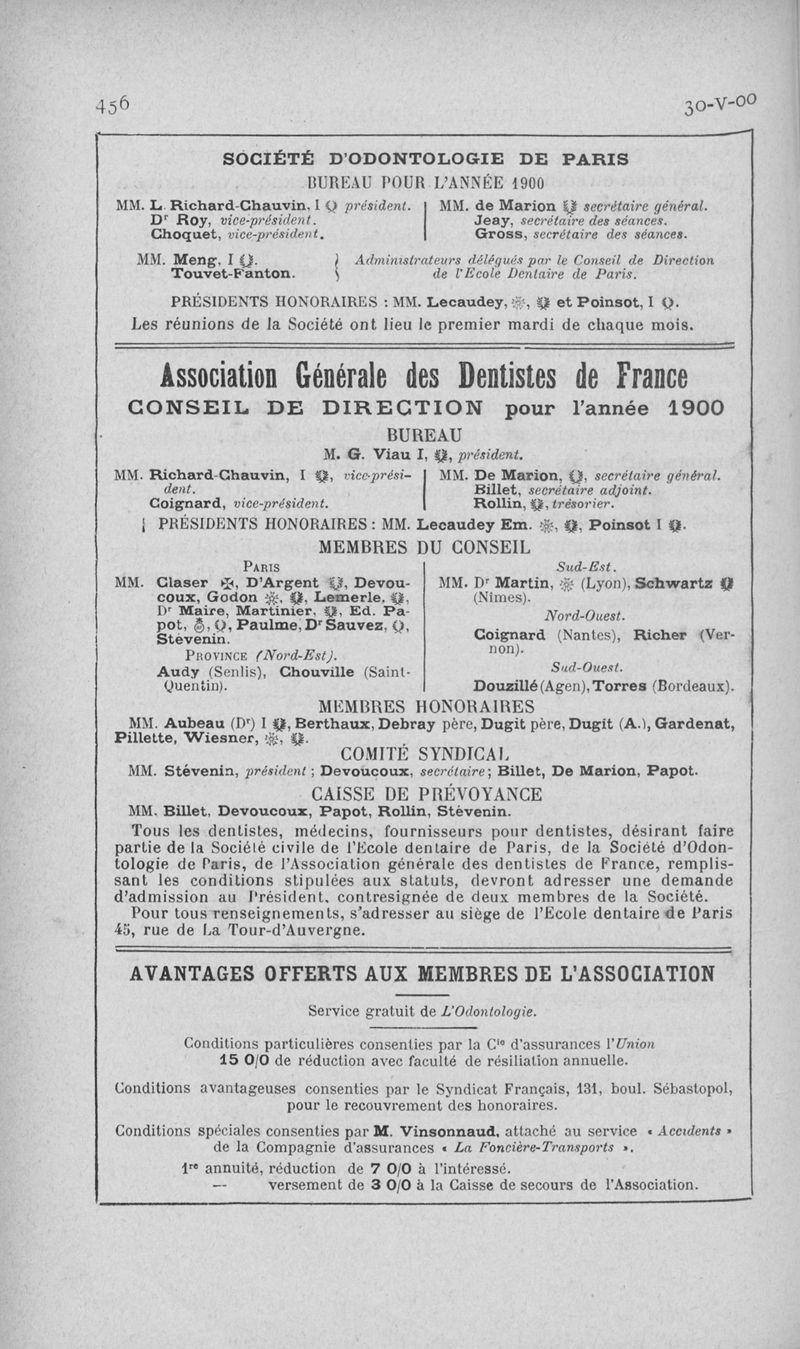 456
30-V-00
SOCIÉTÉ D'ODONTOLOGIE DE PARIS
BUREAU POUR L'ANNÉE 1900
MM. L. Richard-Chauvin, I président.
Dr Roy, vice-président.
Choquet, vice-président.
MM. de Marion secrétaire général.
Jeay, secrétaire des séances.
Gross, secrétaire des séances.
MM. Meng, I
Touvet-Fanton.
Administrateurs délégués par le Conseil de Direction
de l'Ecole Dentaire de Paris.
PRÉSIDENTS HONORAIRES : MM. Lecaudey, et Poinsot, I
Les réunions de la Société ont lieu le premier mardi de chaque mois.
Association Générale des Dentistes de France
CONSEIL DE DIRECTION pour l'année 1900
BUREAU
M. G. Viau I, président.
MM. Richard-Chauvin, I , vice-prési-
dent.
Coignard, vice-président.
MM. De Marion, secrétaire général.
Billet, secrétaire adjoint.
Rollin, trésorier.
PRÉSIDENTS HONORAIRES : MM. Lecaudey Em. , Poinsot I
MEMBRES DU CONSEIL
PARIS
MM. Claser , D'Argent , Devou-
coux, Godon , Lemerle, ,
Dr Maire, Martinier, , Ed. Pa-
pot, , Paulme, Dr Sauvez, ,
Stévenin.
PROVINCE (Nord-Est).
Audy (Senlis), Chouville (Saint-
Quentin).
Sud-Est.
MM. Dr Martin, (Lyon), Schwartz
(Nîmes).
Nord-Ouest.
Coignard (Nantes), Richer (Ver-
non).
Sud-Ouest.
Douzillé (Agen), Torres (Bordeaux).
MEMBRES HONORAIRES
MM. Aubeau (Dr) I , Berthaux, Debray père, Dugit père, Dugit (A.), Gardenat,
Pillette, Wiesner, .
COMITÉ SYNDICAL
MM. Stévenin, président ; Devoucoux, secrétaire ; Billet, De Marion, Papot.
CAISSE DE PRÉVOYANCE
MM. Billet, Devoucoux, Papot, Rollin, Stévenin.
Tous les dentistes, médecins, fournisseurs pour dentistes, désirant faire
partie de la Société civile de l'Ecole dentaire de Paris, de la Société d'Odon-
tologie de Paris, de l'Association générale des dentistes de France, remplis-
sant les conditions stipulées aux statuts, devront adresser une demande
d'admission au Président, contresignée de deux membres de la Société.
Pour tous renseignements, s'adresser au siège de l'Ecole dentaire de Paris
45, rue de La Tour-d'Auvergne.
AVANTAGES OFFERTS AUX MEMBRES DE L'ASSOCIATION
Service gratuit de L'Odontologie.
Conditions particulières consenties par la Cie d'assurances l'Union
15 0/0 de réduction avec faculté de résiliation annuelle.
Conditions avantageuses consenties par le Syndicat Français, 131, boul. Sébastopol,
pour le recouvrement des honoraires.
Conditions spéciales consenties par M. Vinsonnaud, attaché au service « Accidents »
de la Compagnie d'assurances « La Foncière-Transports ».
1re annuité, réduction de 7 0/0 à l'intéressé.
— versement de 3 0/0 à la Caisse de secours de l'Association.